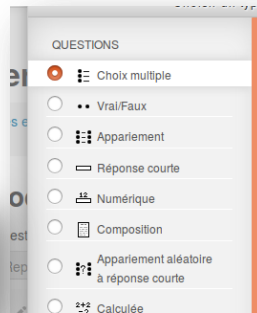 QUESTIONS
Choix multiple
Vrai/Faux
Appariement
Réponse courte
Numérique
Composition
Appariement aléatoire
à réponse courte
Calculée